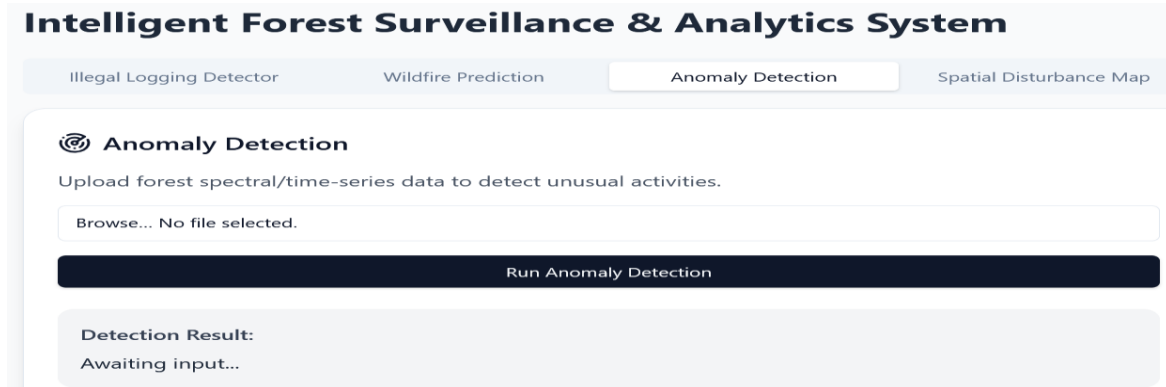 Intelligent Forest Surveillance & Analytics System
Illegal Logging Detector Wildfire Prediction Anomaly Detection Spatial Disturbance Map
Anomaly Detection
Upload forest spectral/time-series data to detect unusual activities.
Browse... No file selected.
Run Anomaly Detection
Detection Result:
Awaiting input...